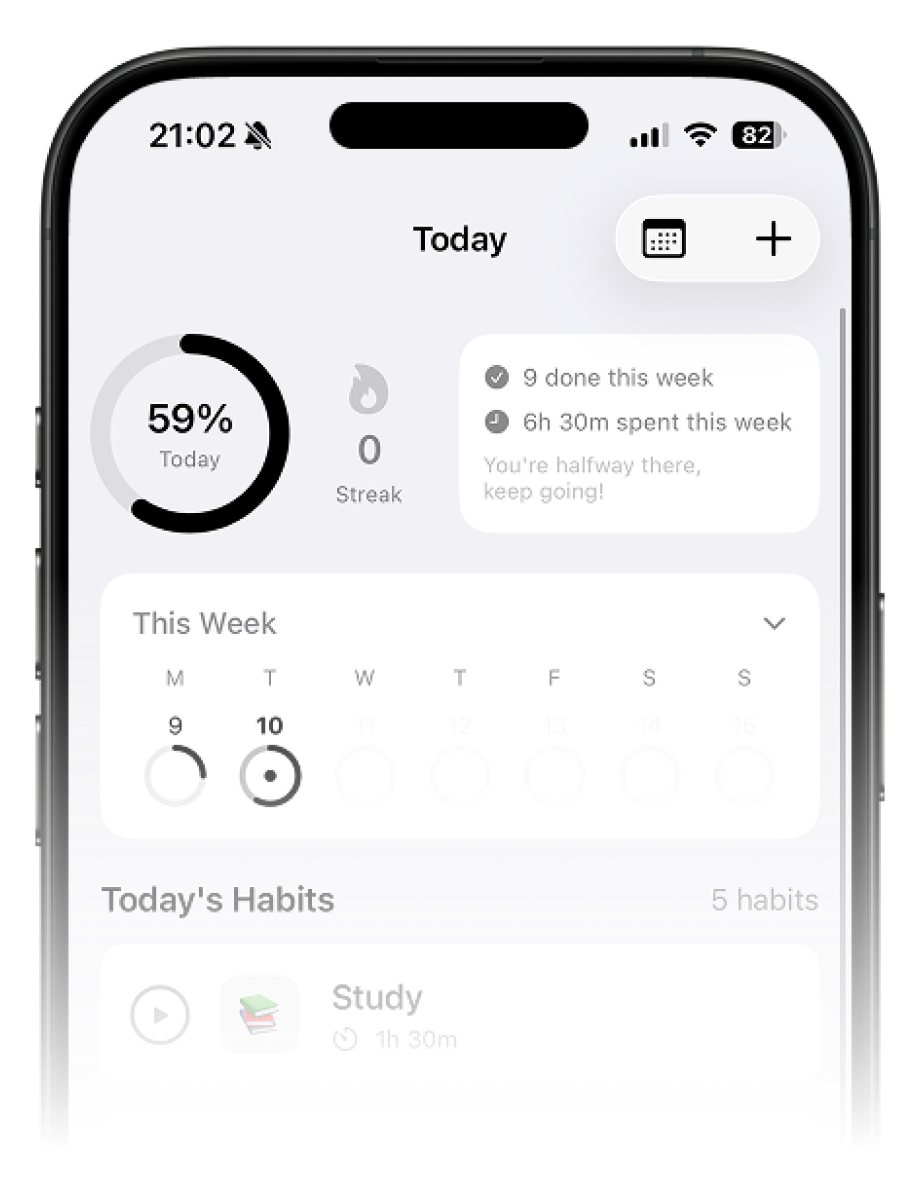 21:02
82
Today
59%
Today
0
Streak
9 done this week
6h 30m spent this week
You're halfway there,
keep going!
This Week
M T W T F S S
9 10 11 12 13 14 15
Today's Habits
5 habits
Study
1h 30m